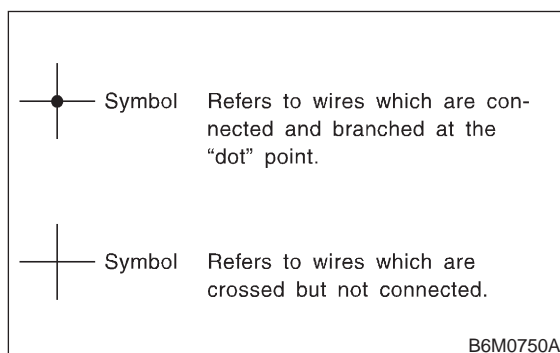 Symbol Refers to wires which are con-
nected and branched at the
“dot” point.
Symbol Refers to wires which are
crossed but not connected.
B6M0750A